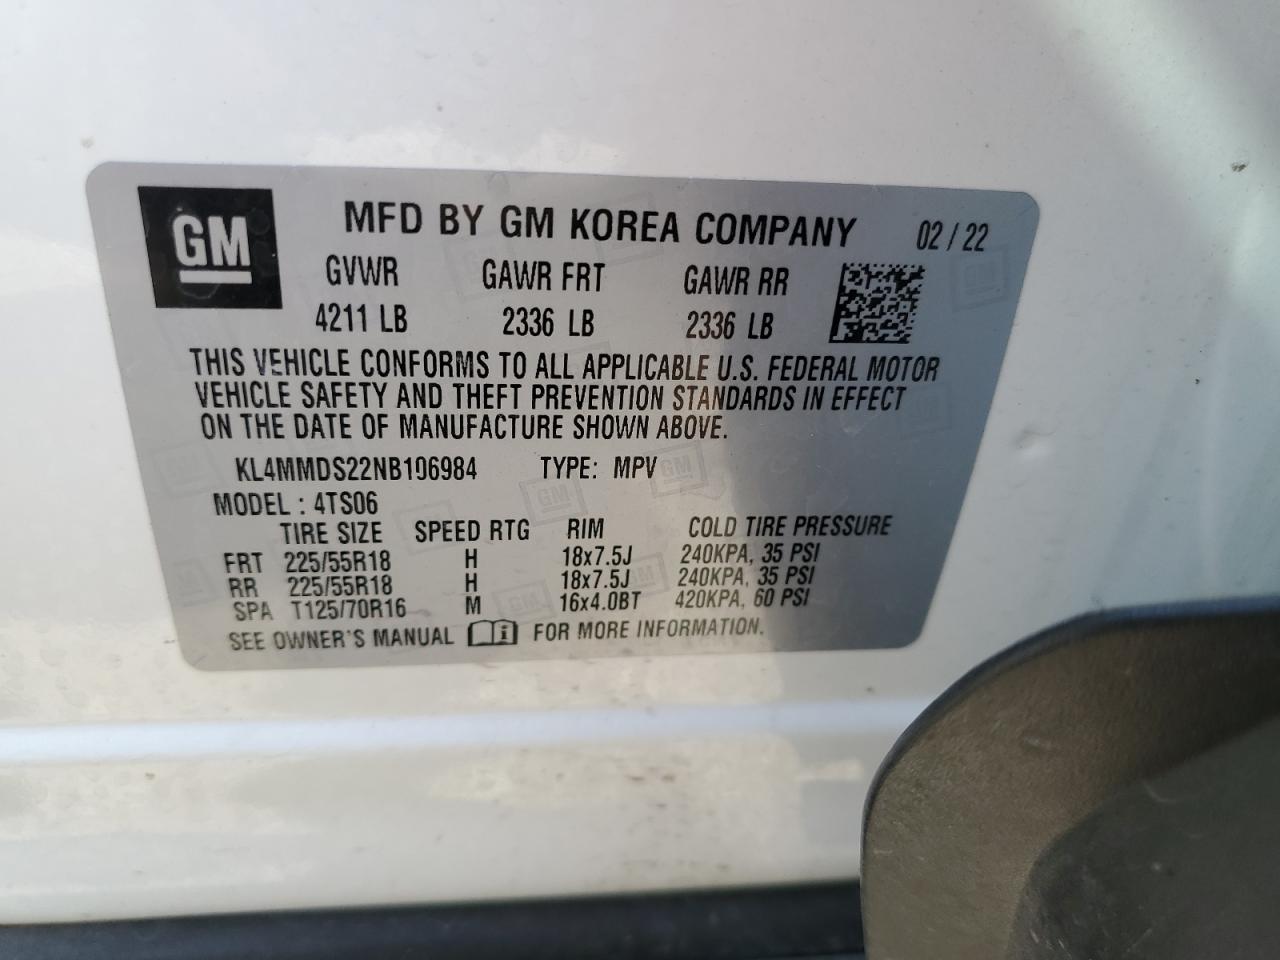 GM
MFD BY GM KOREA COMPANY 02 / 22
GVWR GAWR FRT GAWR RR
4211 LB 2336 LB 2336 LB
THIS VEHICLE CONFORMS TO ALL APPLICABLE U.S. FEDERAL MOTOR
VEHICLE SAFETY AND THEFT PREVENTION STANDARDS IN EFFECT
ON THE DATE OF MANUFACTURE SHOWN ABOVE.
KL4MMDS22NB106984 TYPE: MPV
MODEL : 4TS06
TIRE SIZE SPEED RTG RIM COLD TIRE PRESSURE
FRT 225/55R18 H 18x7.5J 240KPA, 35 PSI
RR 225/55R18 H 18x7.5J 240KPA, 35 PSI
SPA T125/70R16 M 16x4.0BT 420KPA, 60 PSI
SEE OWNER'S MANUAL i FOR MORE INFORMATION.